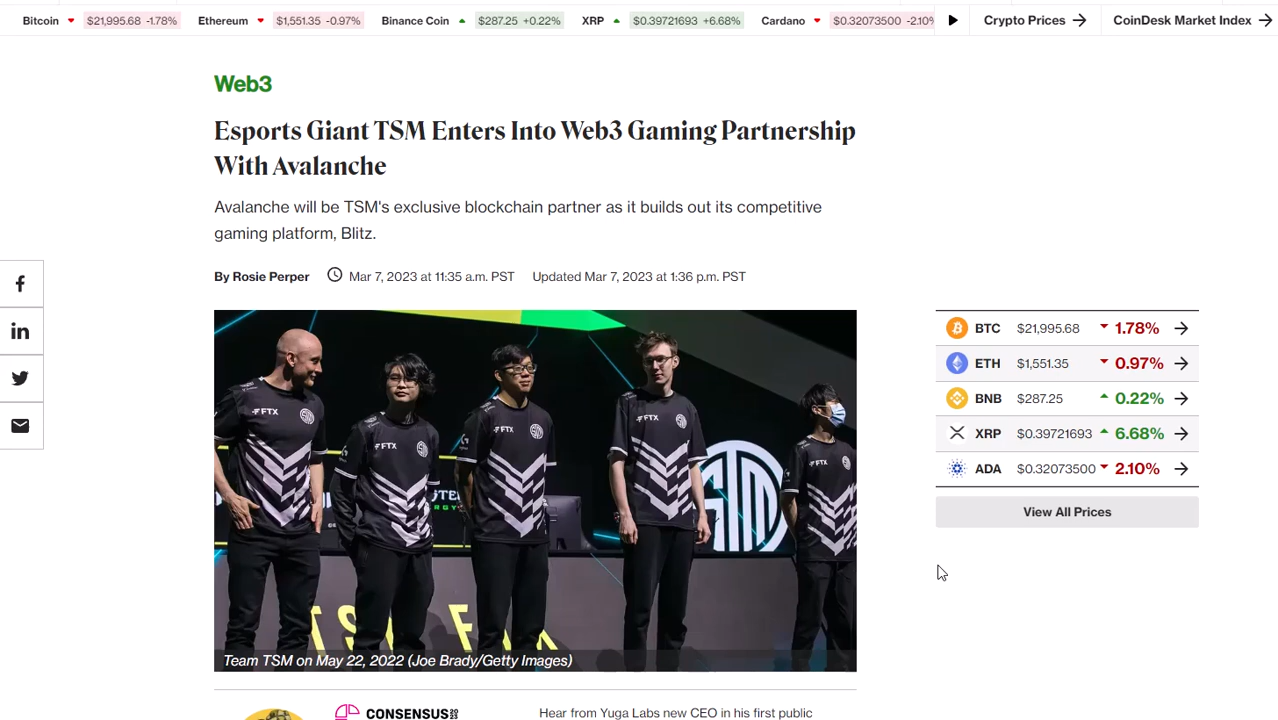 Bitcoin $21,995.68 -1.78% Ethereum $1,551.35 -0.97% Binance Coin $287.25 +0.22% XRP $0.39721693 +6.68% Cardano $0.32073500 -2.10% Crypto Prices CoinDesk Market Index
Web3
Esports Giant TSM Enters Into Web3 Gaming Partnership
With Avalanche
Avalanche will be TSM's exclusive blockchain partner as it builds out its competitive
gaming platform, Blitz.
By Rosie Perper Mar 7, 2023 at 11:35 a.m. PST Updated Mar 7, 2023 at 1:36 p.m. PST
FTX
FTX
FTX
FTX
FTX
TSM
Team TSM on May 22, 2022 (Joe Brady/Getty Images)
BTC $21,995.68 1.78%
ETH $1,551.35 0.97%
BNB $287.25 0.22%
XRP $0.39721693 6.68%
ADA $0.32073500 2.10%
View All Prices
CONSENSUS
Hear from Yuga Labs new CEO in his first public